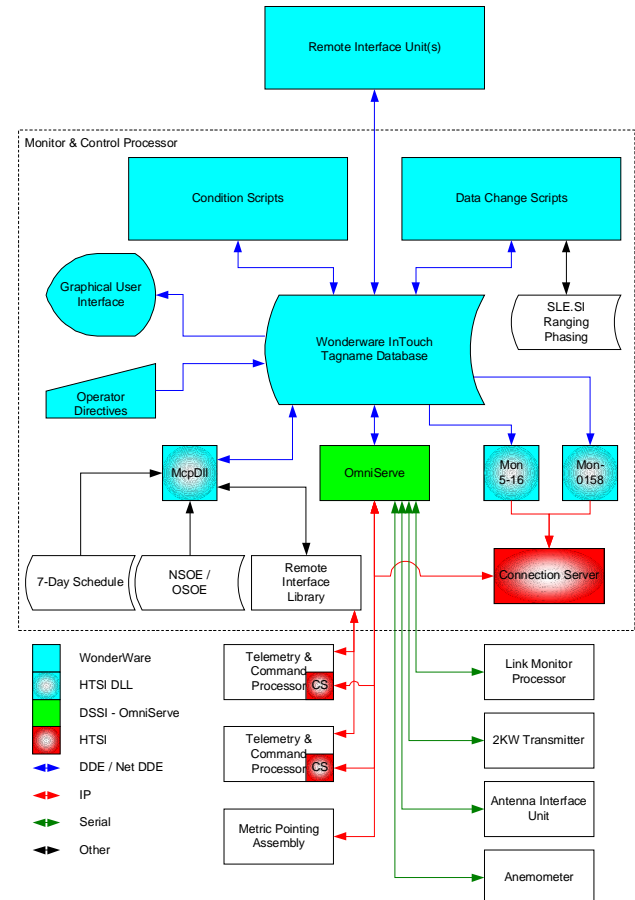 Remote Interface Unit(s)
Monitor & Control Processor
Condition Scripts
Data Change Scripts
Graphical User
Interface
SLE.SI
Ranging
Phasing
Wonderware InTouch
Tagname Database
Operator
Directives
McpDll
OmniServe
Mon
5-16
Mon-
0158
7-Day Schedule
NSOE /
OSOE
Remote
Interface
Library
Connection Server
WonderWare
HTSI DLL
DSSI - OmniServe
HTSI
DDE / Net DDE
IP
Serial
Other
Telemetry &
Command
Processor
CS
Telemetry &
Command
Processor
CS
Metric Pointing
Assembly
Link Monitor
Processor
2KW Transmitter
Antenna Interface
Unit
Anemometer